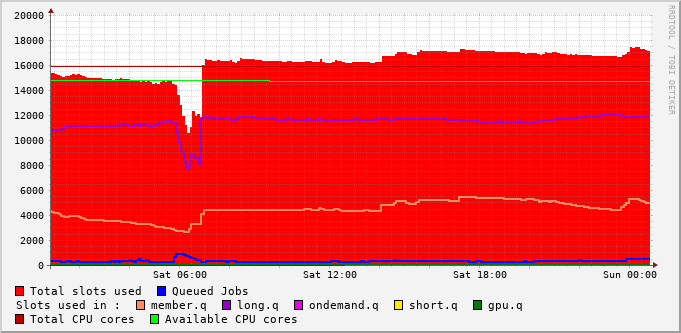 20000
18000
16000
14000
12000
10000
8000
6000
4000
2000
0
Sat 06:00 Sat 12:00 Sat 18:00 Sun 00:00
Total slots used Queued Jobs
Slots used in : member.q long.q ondemand.q short.q gpu.q
Total CPU cores Available CPU cores
RRDTOOL / TOBI OETIKER